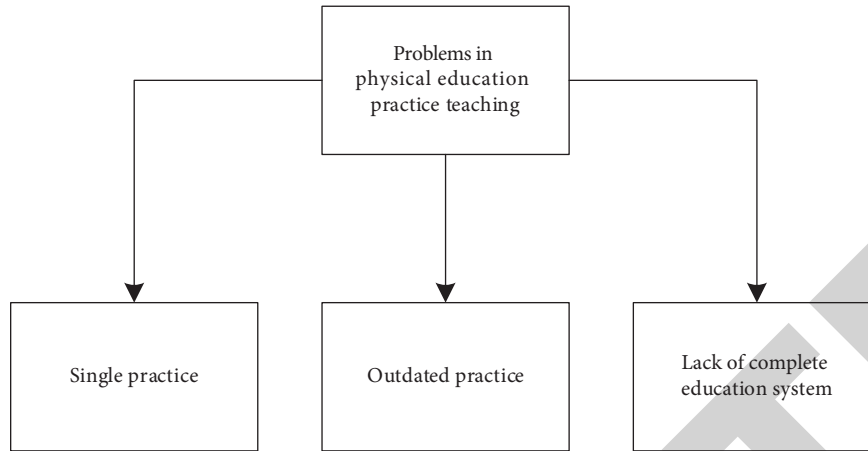 Problems in
physical education
practice teaching
Single practice
Outdated practice
Lack of complete
education system